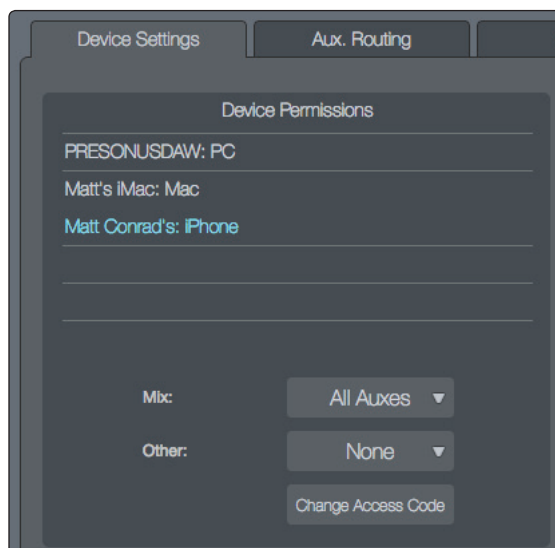 Device Settings Aux. Routing
Device Permissions
PRESONUSDAW: PC
Matt's iMac: Mac
Matt Conrad's: iPhone
Mix: All Auxes
Other: None
Change Access Code